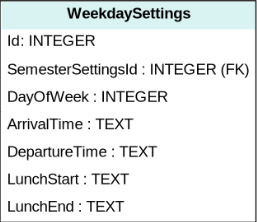 WeekdaySettings
Id: INTEGER
SemesterSettingsId : INTEGER (FK)
DayOfWeek : INTEGER
ArrivalTime : TEXT
DepartureTime : TEXT
LunchStart : TEXT
LunchEnd : TEXT